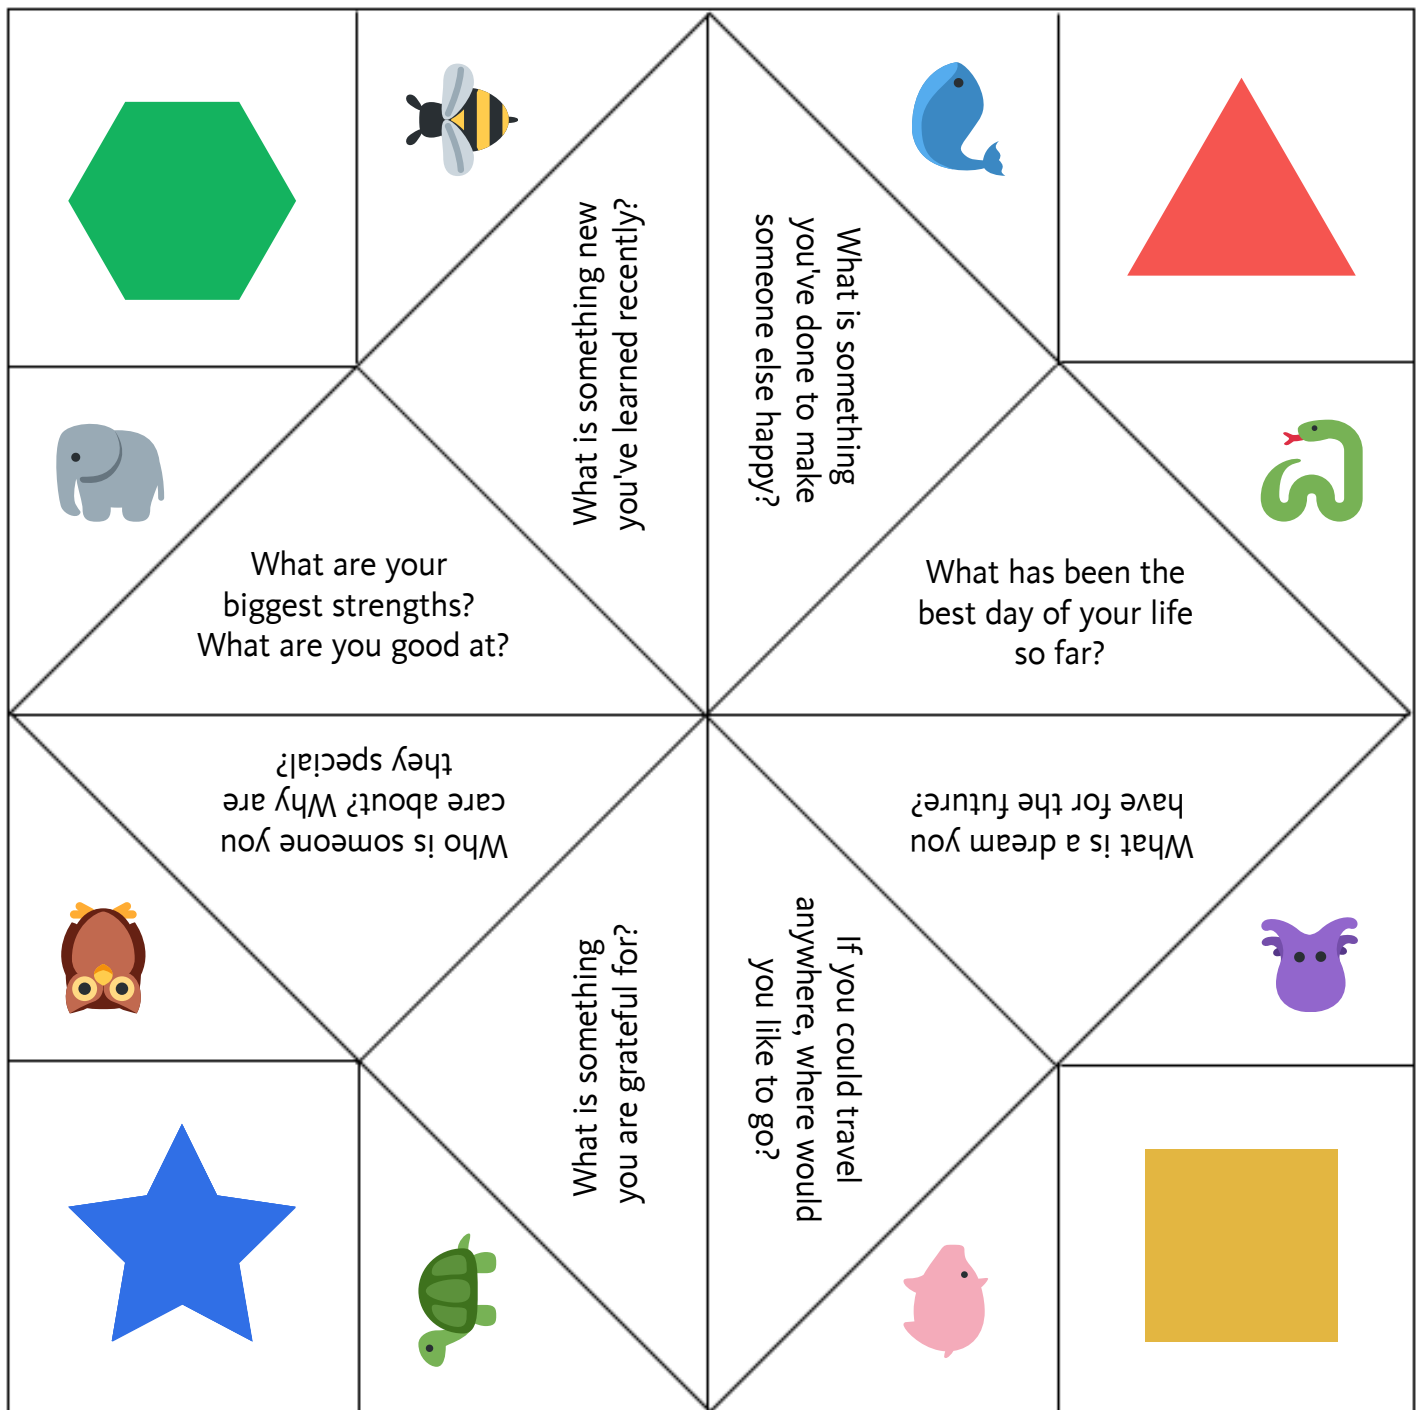 What is something new
you've learned recently?
What is something
you've done to make
someone else happy?
What are your
biggest strengths?
What are you good at?
What has been the
best day of your life
so far?
Who is someone you
care about? Why are
they special?
What is a dream you
have for the future?
What is something
you are grateful for?
If you could travel
anywhere, where would
you like to go?